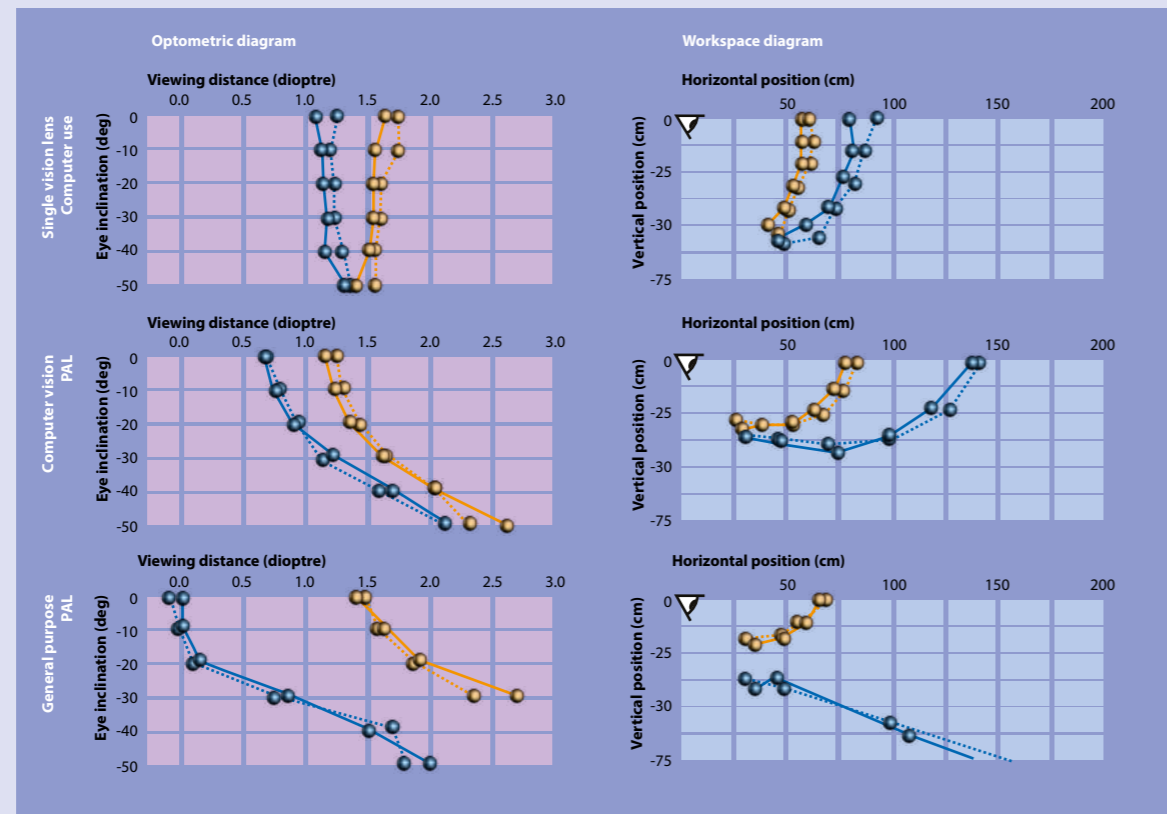 Optometric diagram
Workspace diagram
Single vision lens
Computer use
Viewing distance (dioptre)
0.0 0.5 1.0 1.5 2.0 2.5 3.0
Eye inclination (deg)
0
-10
-20
-30
-40
-50
Horizontal position (cm)
50 100 150 200
Vertical position (cm)
0
-25
-30
-75
Computer vision
PAL
Viewing distance (dioptre)
0.0 0.5 1.0 1.5 2.0 2.5 3.0
Eye inclination (deg)
0
-10
-20
-30
-40
-50
Horizontal position (cm)
50 100 150 200
Vertical position (cm)
0
-25
-30
-75
General purpose
PAL
Viewing distance (dioptre)
0.0 0.5 1.0 1.5 2.0 2.5 3.0
Eye inclination (deg)
0
-10
-20
-30
-40
-50
Horizontal position (cm)
50 100 150 200
Vertical position (cm)
0
-25
-30
-75